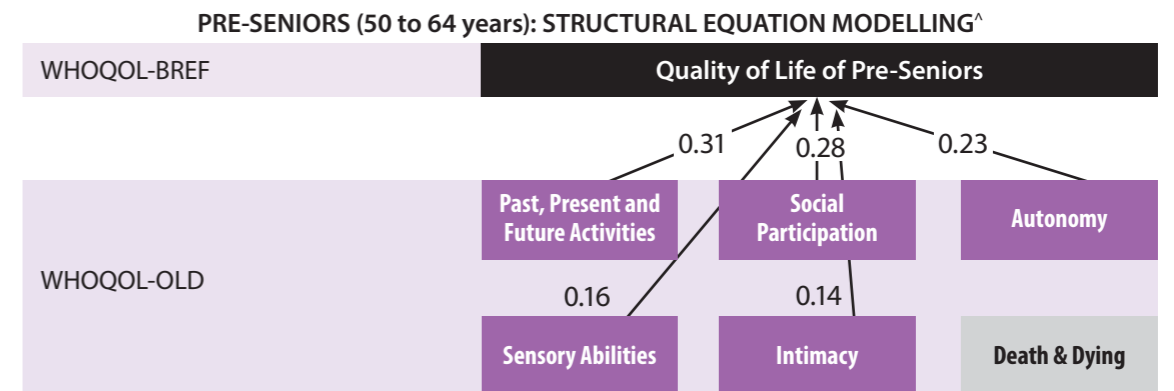 PRE-SENIORS (50 to 64 years): STRUCTURAL EQUATION MODELLING^
WHOQOL-BREF
Quality of Life of Pre-Seniors
0.31
0.28
0.23
Past, Present and
Future Activities
Social
Participation
Autonomy
WHOQOL-OLD
0.16
0.14
Sensory Abilities
Intimacy
Death & Dying